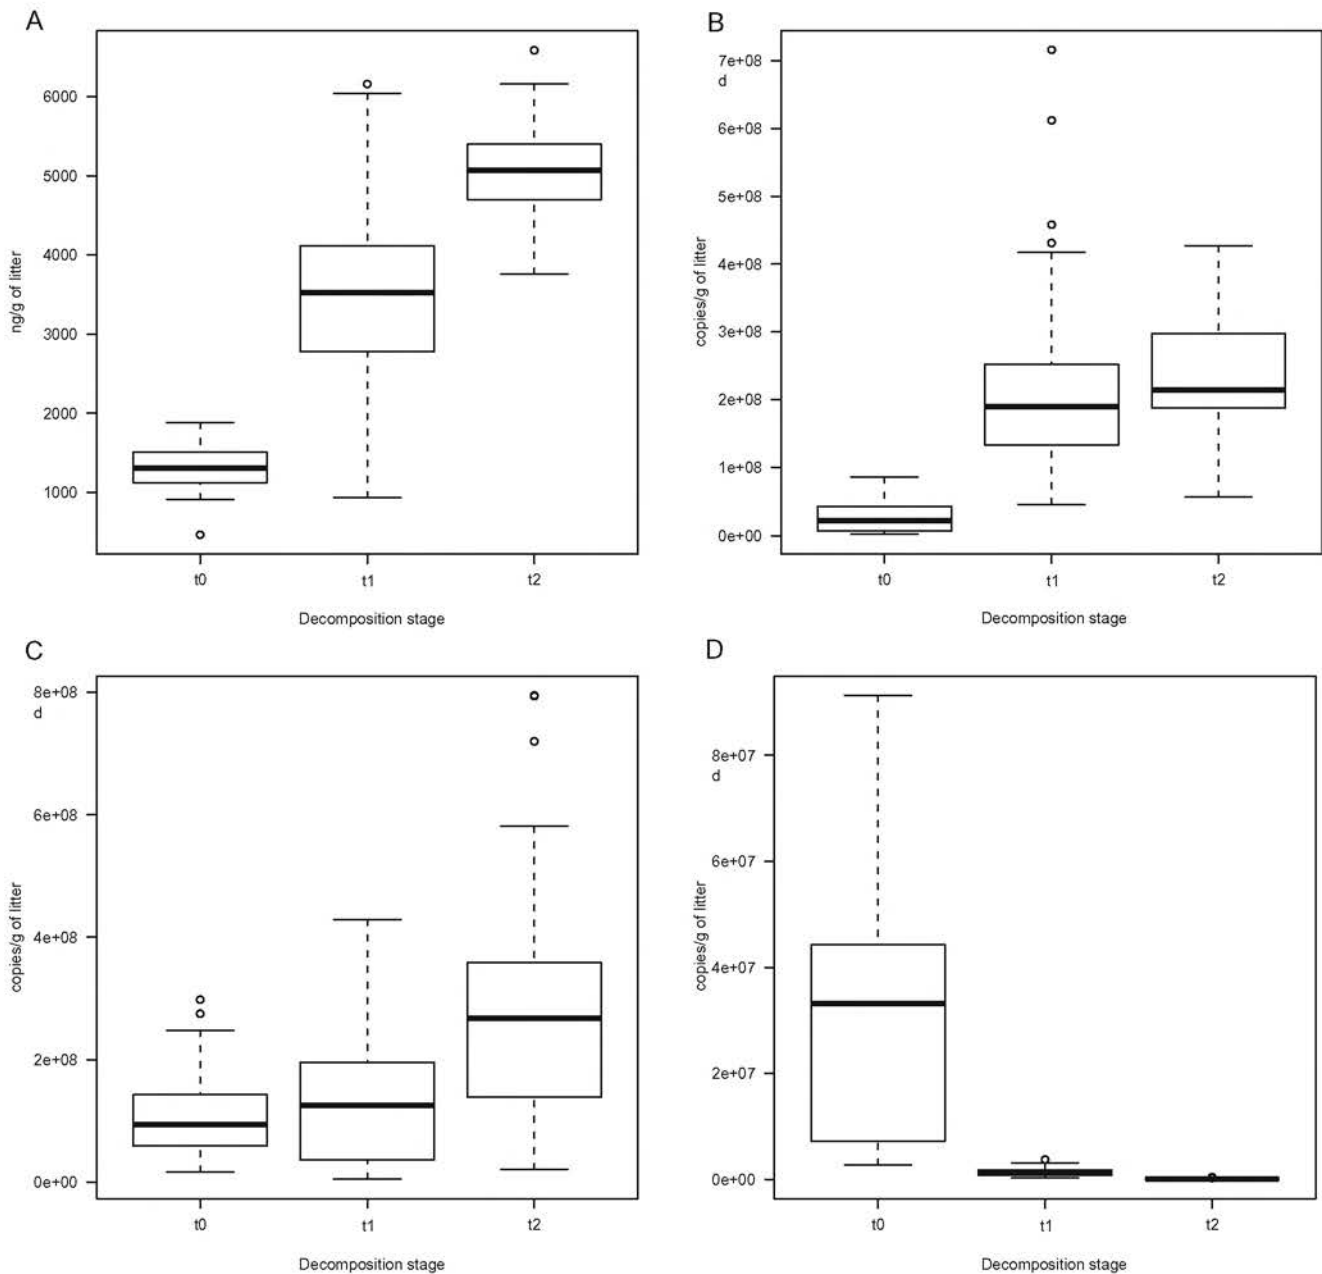 A
ng/g of litter
6000
5000
4000
3000
2000
1000
t0
t1
t2
Decomposition stage
B
copies/g of litter
7e+08
d
6e+08
5e+08
4e+08
3e+08
2e+08
1e+08
0e+00
t0
t1
t2
Decomposition stage
C
copies/g of litter
8e+08
d
6e+08
4e+08
2e+08
0e+00
t0
t1
t2
Decomposition stage
D
copies/g of litter
8e+07
d
6e+07
4e+07
2e+07
0e+00
t0
t1
t2
Decomposition stage